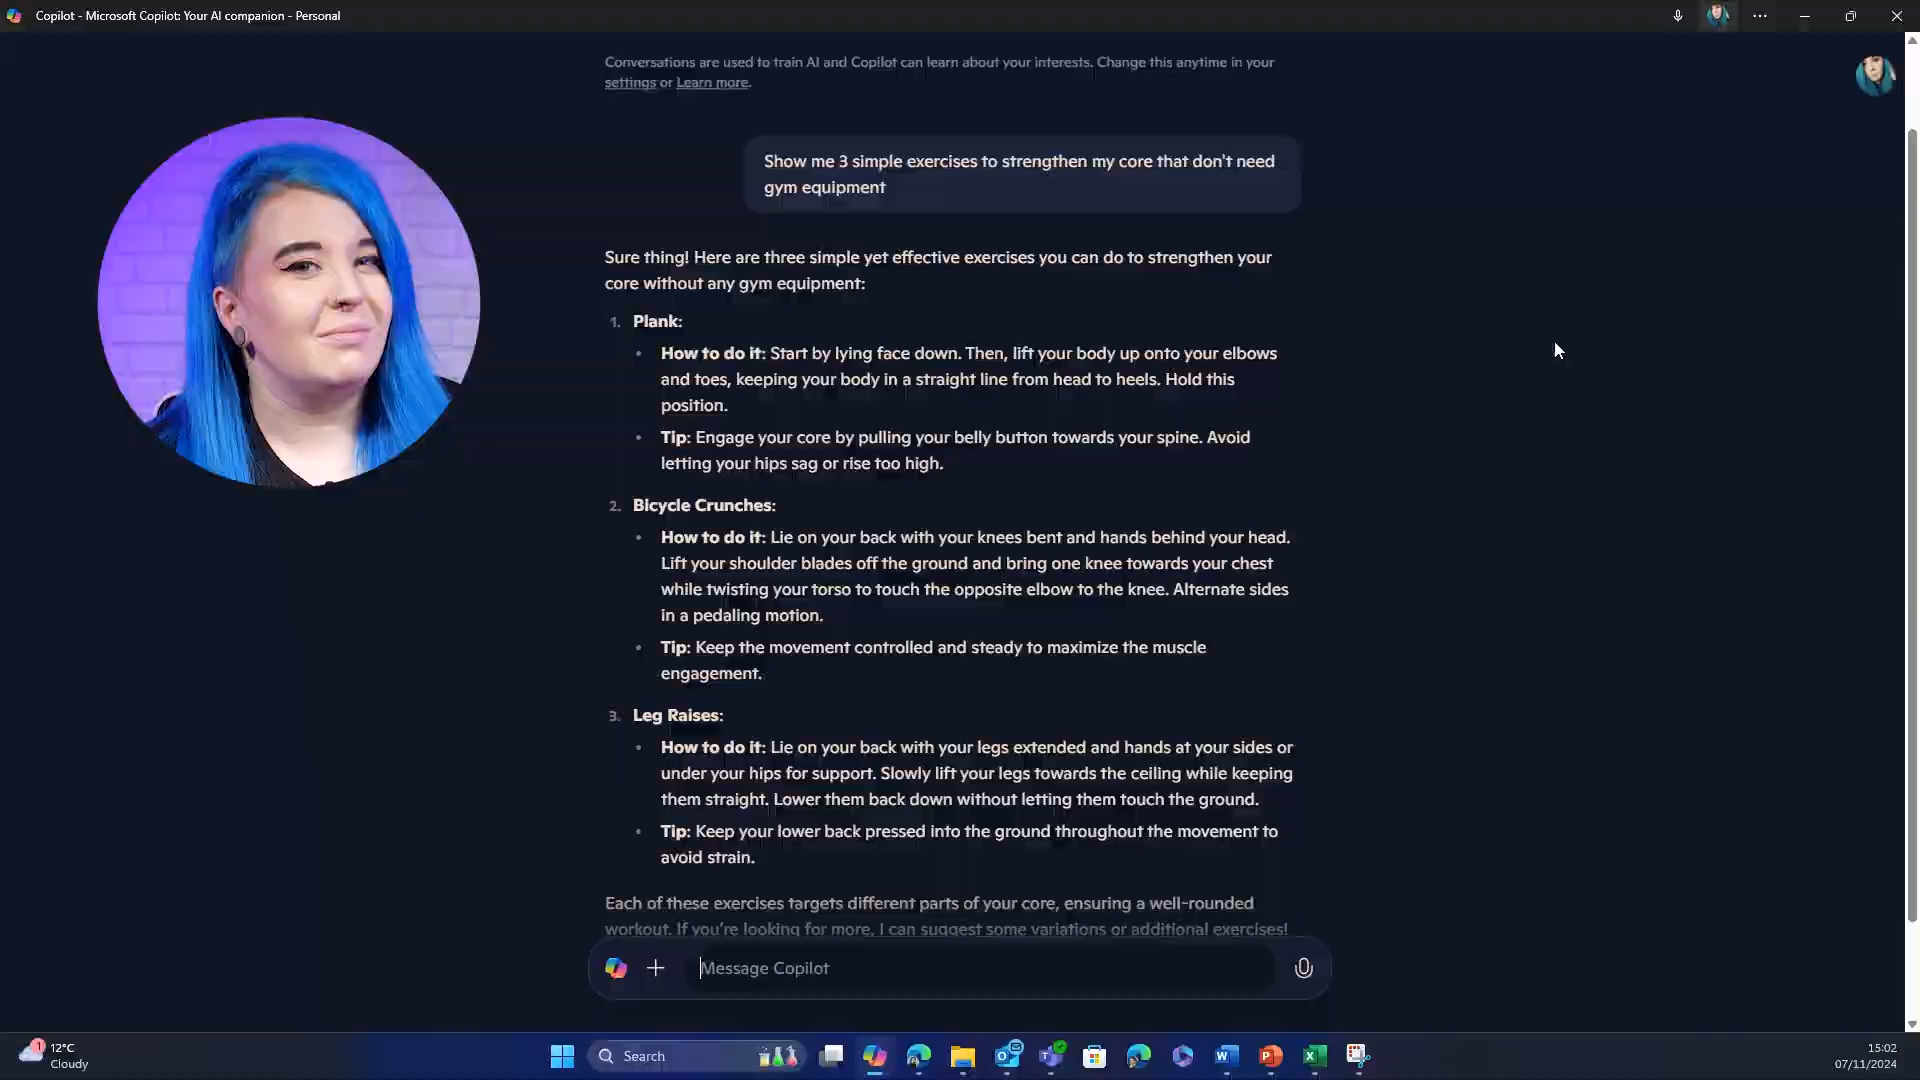 Copilot - Microsoft Copilot: Your AI companion - Personal
Conversations are used to train AI and Copilot can learn about your interests. Change this anytime in your
settings or Learn more.
Show me 3 simple exercises to strengthen my core that don't need
gym equipment
Sure thing! Here are three simple yet effective exercises you can do to strengthen your
core without any gym equipment:
1. Plank:
• How to do it: Start by lying face down. Then, lift your body up onto your elbows
and toes, keeping your body in a straight line from head to heels. Hold this
position.
• Tip: Engage your core by pulling your belly button towards your spine. Avoid
letting your hips sag or rise too high.
2. Bicycle Crunches:
• How to do it: Lie on your back with your knees bent and hands behind your head.
Lift your shoulder blades off the ground and bring one knee towards your chest
while twisting your torso to touch the opposite elbow to the knee. Alternate sides
in a pedaling motion.
• Tip: Keep the movement controlled and steady to maximize the muscle
engagement.
3. Leg Raises:
• How to do it: Lie on your back with your legs extended and hands at your sides or
under your hips for support. Slowly lift your legs towards the ceiling while keeping
them straight. Lower them back down without letting them touch the ground.
• Tip: Keep your lower back pressed into the ground throughout the movement to
avoid strain.
Each of these exercises targets different parts of your core, ensuring a well-rounded
workout. If you're looking for more, I can suggest some variations or additional exercises!
Message Copilot
1
12°C
Cloudy
Search
15:02
07/11/2024